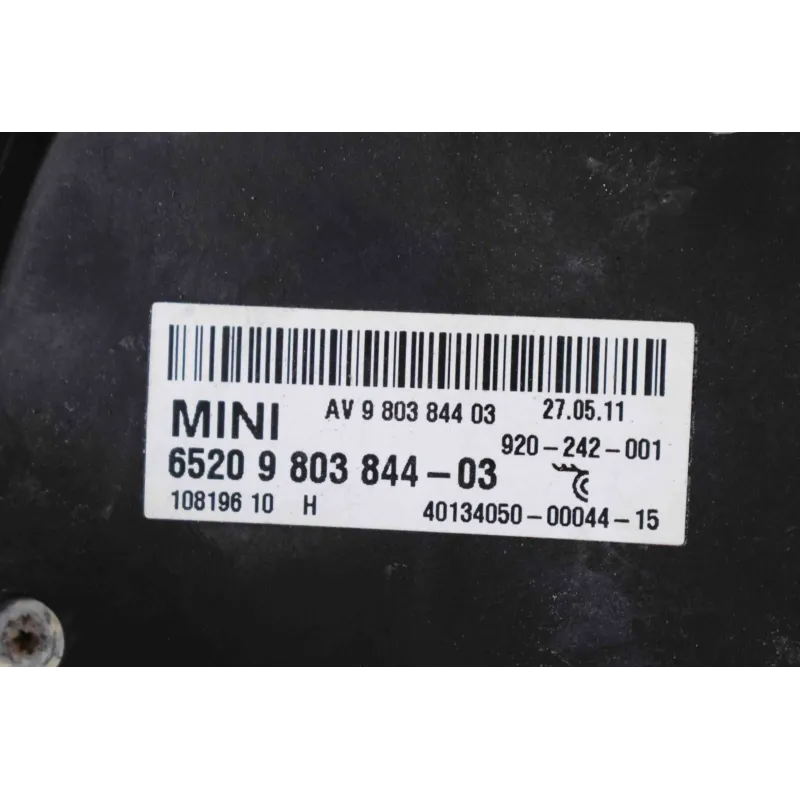 AV 9 803 844 03 27.05.11
MINI 920-242-001
6520 9 803 844-03
108196 10 H 40134050-00044-15